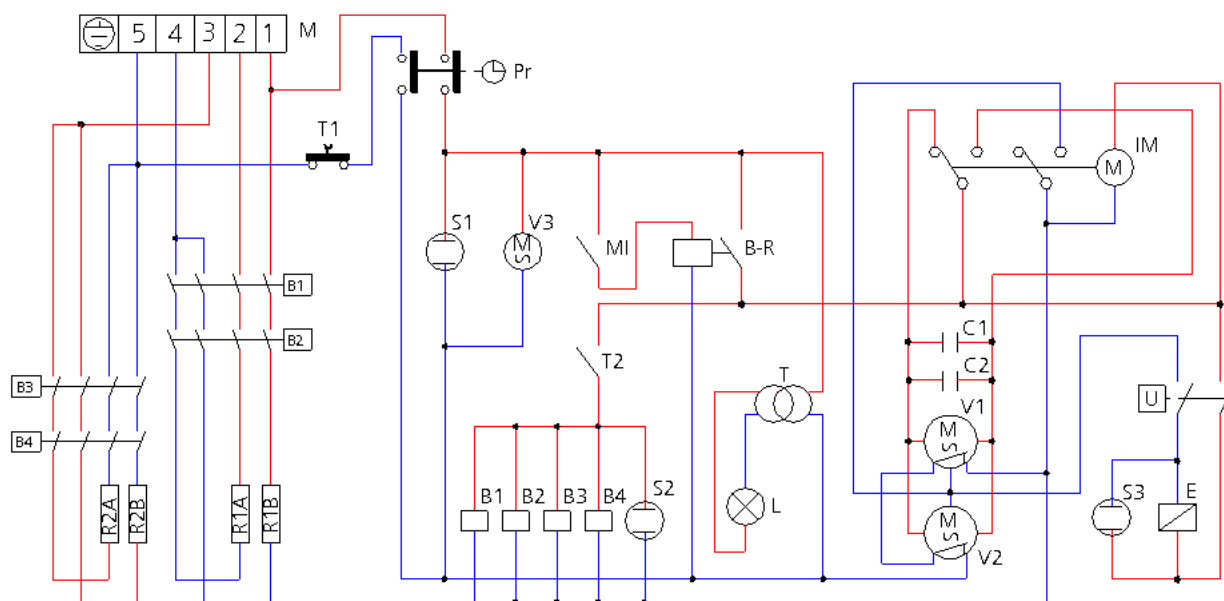 5 4 3 2 1 M
Pr
T1
IM
M
S1 V3 MI B-R
M
B1
B2
C1
T2
C2
T
B3
U
V1
B4
M
B1 B2 B3 B4 S2 L
S3 E
R2A R2B R1A R1B
M
V2